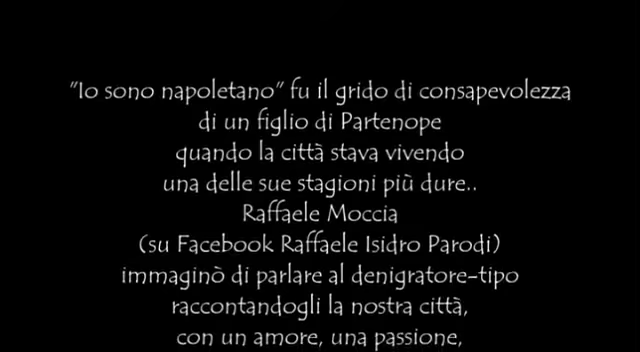 "Io sono napoletano" fu il grido di consapevolezza
di un figlio di Partenope
quando la città stava vivendo
una delle sue stagioni più dure..
Raffaele Moccia
(su Facebook Raffaele Isidro Parodi)
immaginò di parlare al denigratore-tipo
raccontandogli la nostra città,
con un amore, una passione,